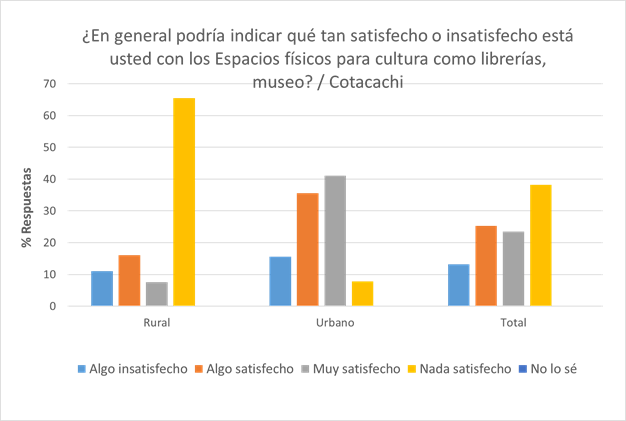 ¿En general podría indicar qué tan satisfecho o insatisfecho está
usted con los Espacios físicos para cultura como librerías,
museo? / Cotacachi
70
60
50
40
30
20
10
0
% Respuestas
Rural Urbano Total
Algo insatisfecho Algo satisfecho Muy satisfecho Nada satisfecho No lo sé